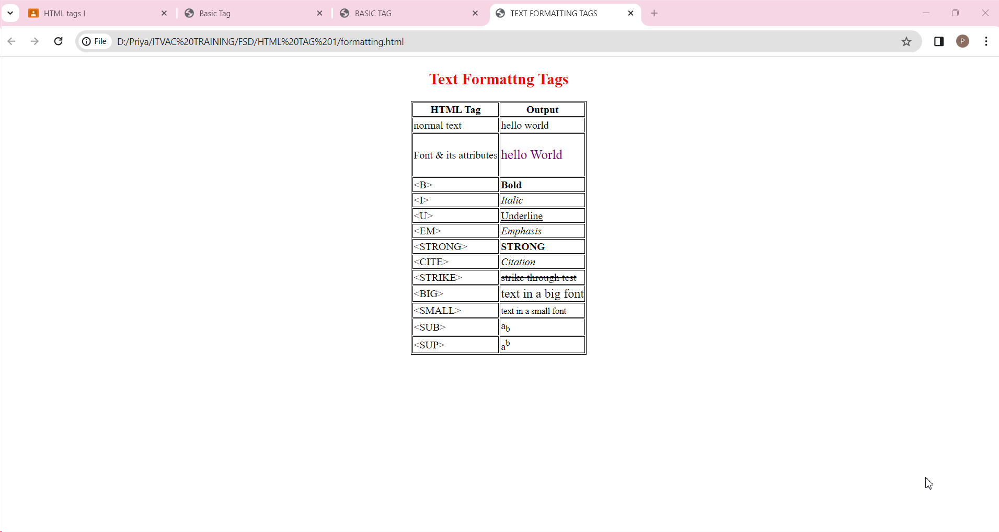 HTML tags I Basic Tag BASIC TAG TEXT FORMATTING TAGS
File D:/Priya/ITVAC%20TRAINING/FSD/HTML%20TAG%201/formatting.html P
Text Formattng Tags
HTML Tag Output
normal text hello world
Font & its attributes hello World
<B> Bold
<I> Italic
<U> Underline
<EM> Emphasis
<STRONG> STRONG
<CITE> Citation
<STRIKE> strike through test
<BIG> text in a big font
<SMALL> text in a small font
<SUB> ab
<SUP> ab